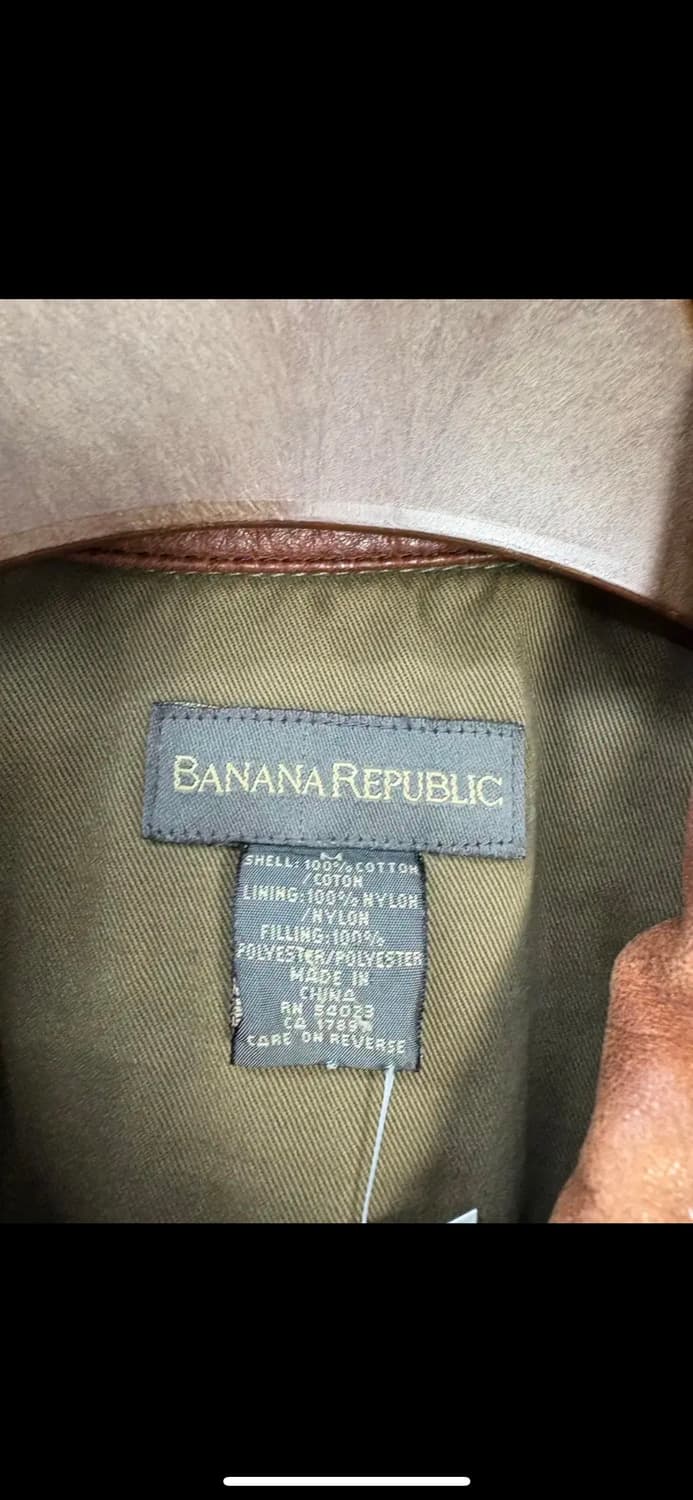 BANANA REPUBLIC
M
SHELL: 100% COTTON
/COTON
LINING: 100% NYLON
/NYLON
FILLING: 100%
POLYESTER/POLYESTER
MADE IN
CHINA
RN 54023
CA 17897
CARE ON REVERSE